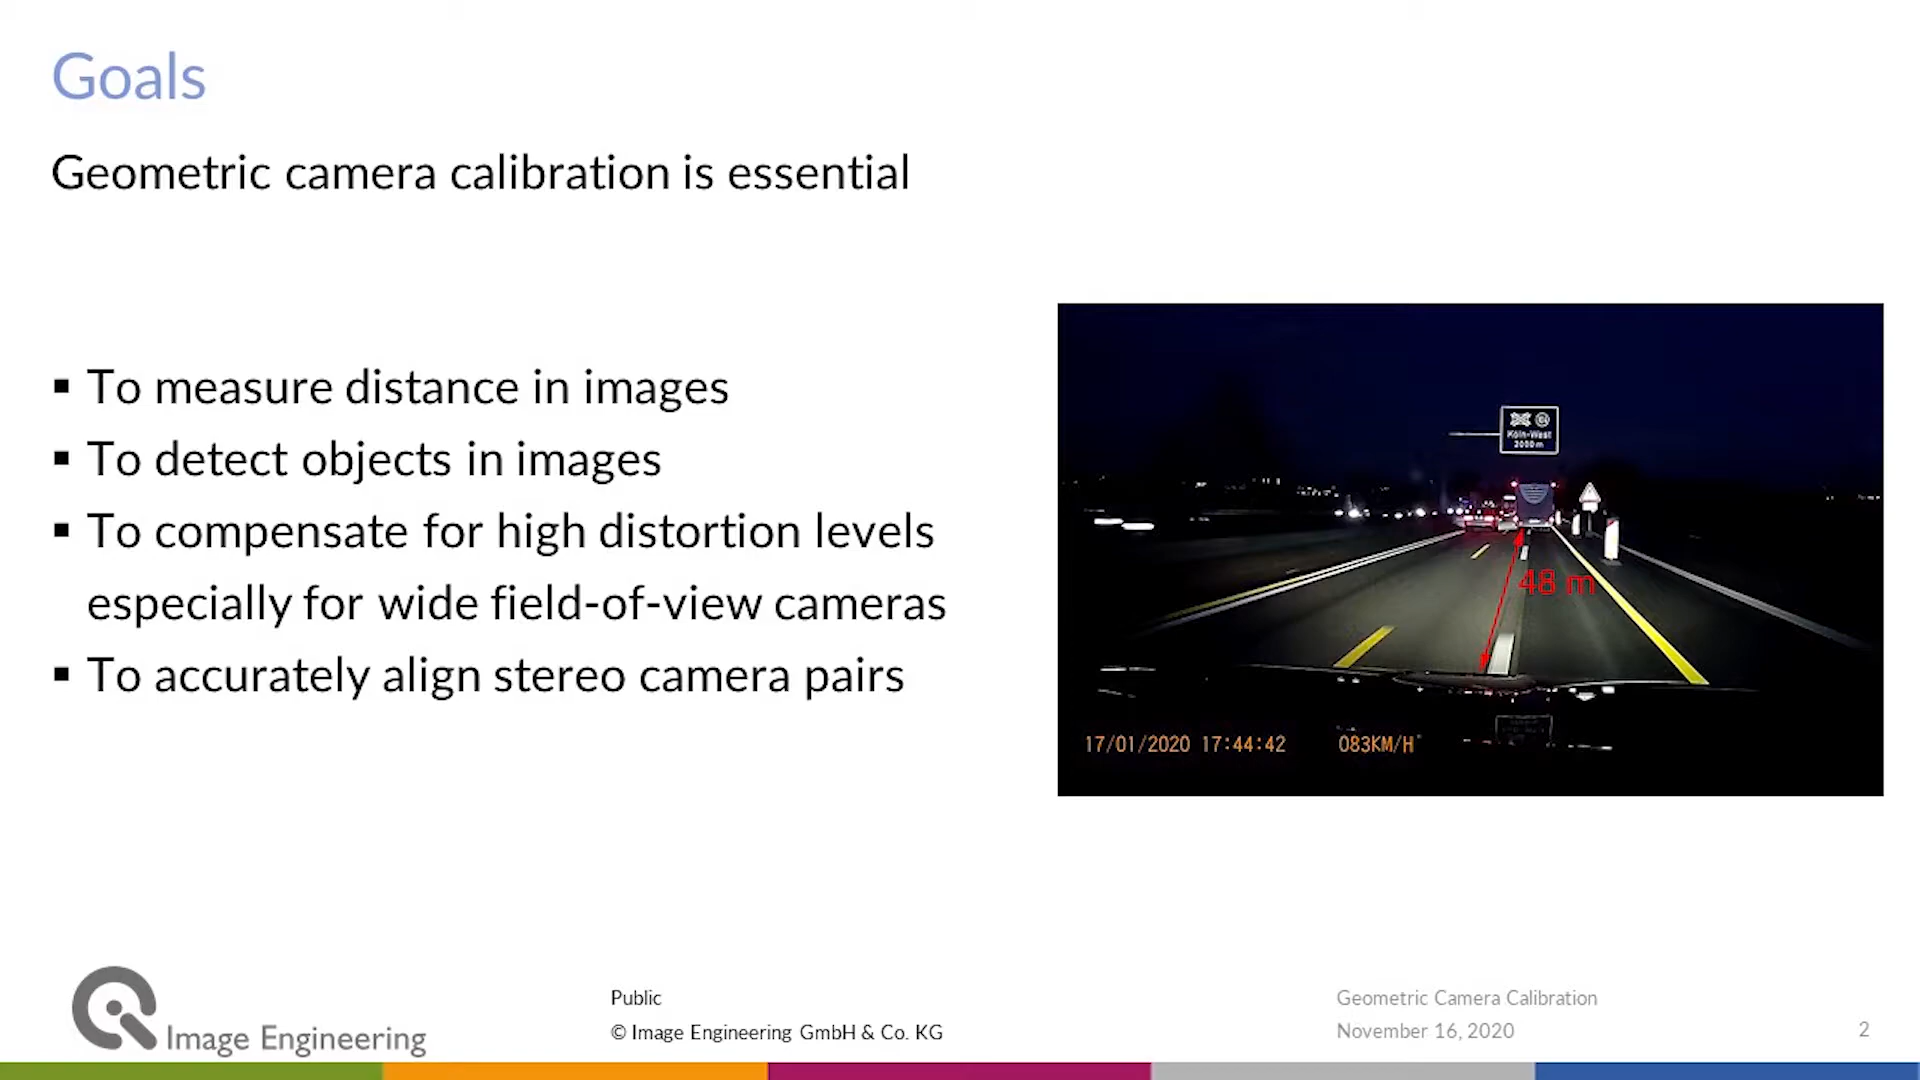 Goals
Geometric camera calibration is essential
▪ To measure distance in images
▪ To detect objects in images
▪ To compensate for high distortion levels
especially for wide field-of-view cameras
▪ To accurately align stereo camera pairs
Köln-West
2000 m
48 m
17/01/2020 17:44:42 083KM/H
Image Engineering
Public
© Image Engineering GmbH & Co. KG
Geometric Camera Calibration
November 16, 2020
2